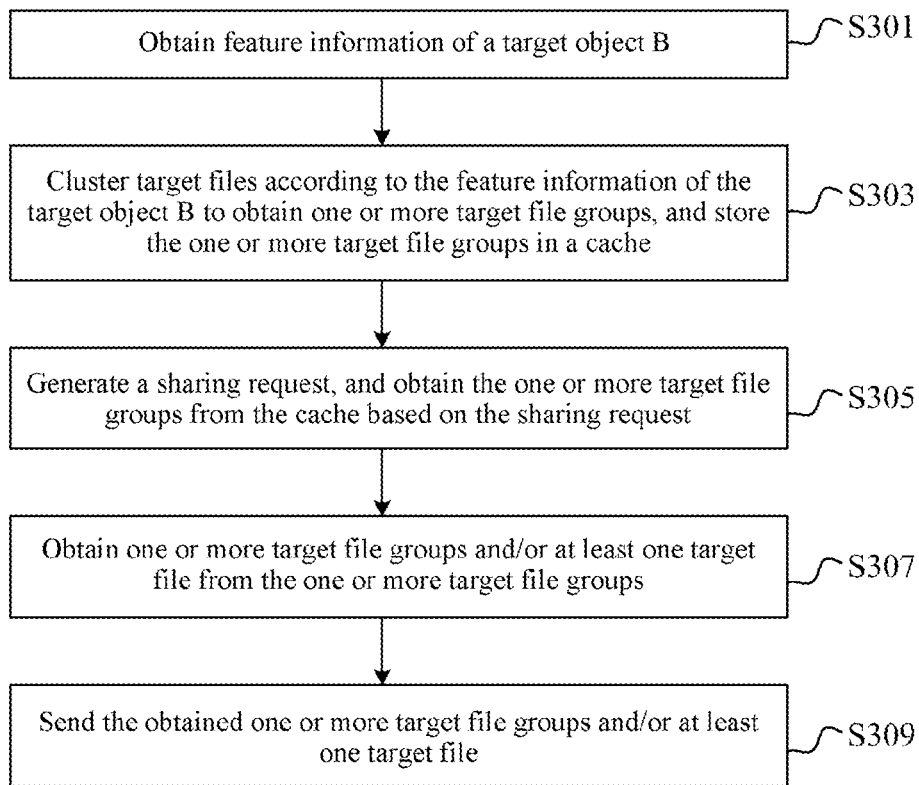 Obtain feature information of a target object B
S301
Cluster target files according to the feature information of the
target object B to obtain one or more target file groups, and store
the one or more target file groups in a cache
S303
Generate a sharing request, and obtain the one or more target file
groups from the cache based on the sharing request
S305
Obtain one or more target file groups and/or at least one target
file from the one or more target file groups
S307
Send the obtained one or more target file groups and/or at least
one target file
S309